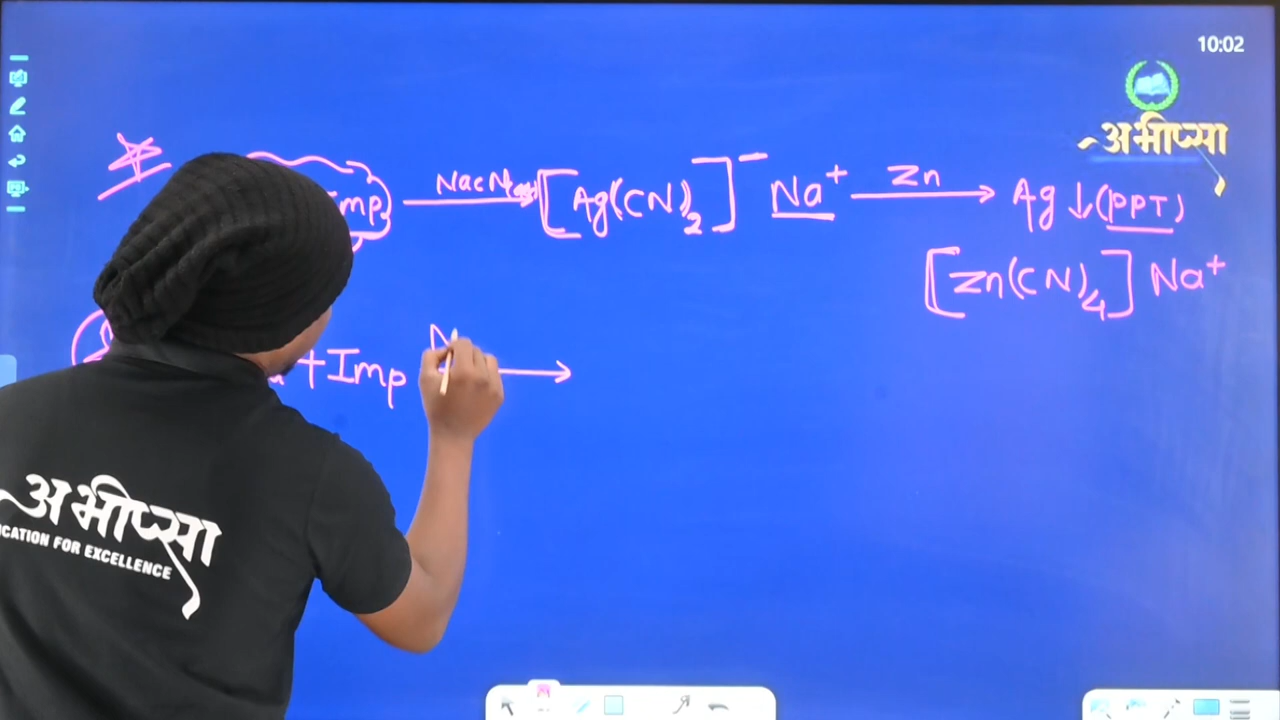 10:02
अभीप्सा
Imp NaCN [Ag(CN)2]⁻ Na⁺ Zn Ag ↓ (PPT)
[Zn(CN)4] Na⁺
+ Imp N
अभीप्सा
CATION FOR EXCELLENCE